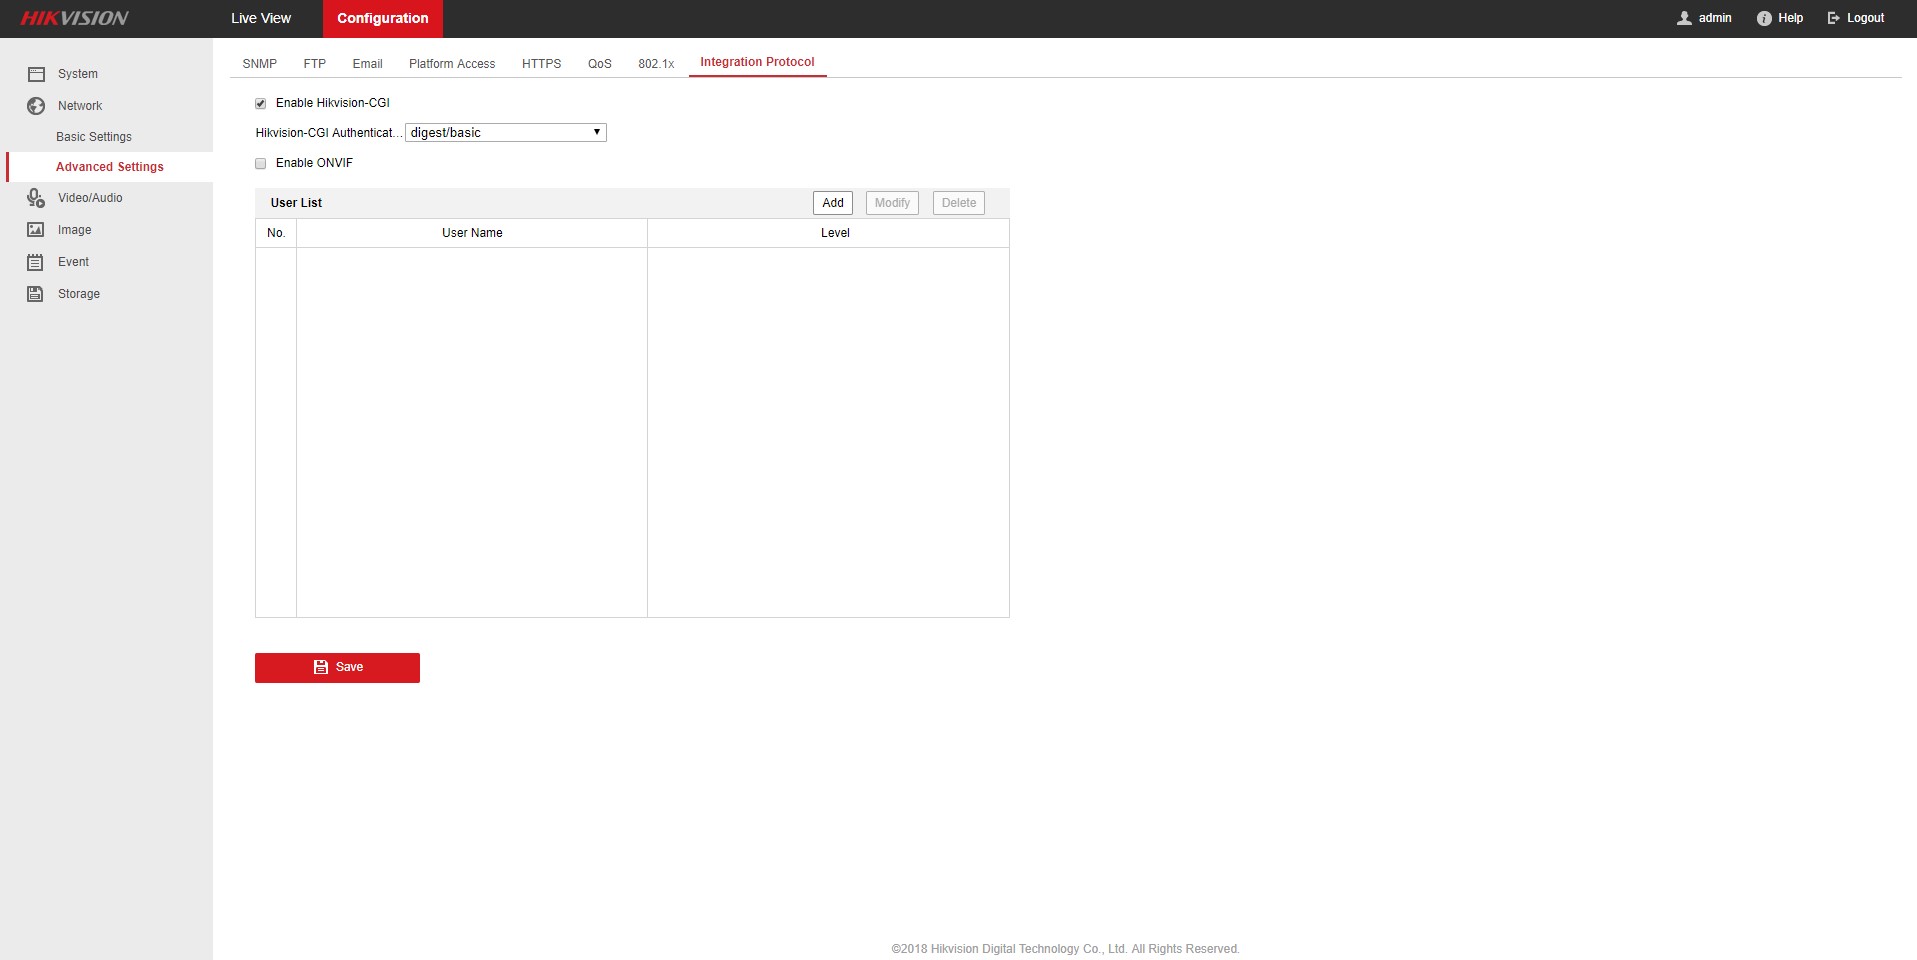 HIKVISION
Live View
Configuration
admin
Help
Logout
System
Network
Basic Settings
Advanced Settings
Video/Audio
Image
Event
Storage
SNMP FTP Email Platform Access HTTPS QoS 802.1x Integration Protocol
Enable Hikvision-CGI
Hikvision-CGI Authenticat... digest/basic
Enable ONVIF
User List
Add Modify Delete
No. User Name Level
Save
©2018 Hikvision Digital Technology Co., Ltd. All Rights Reserved.